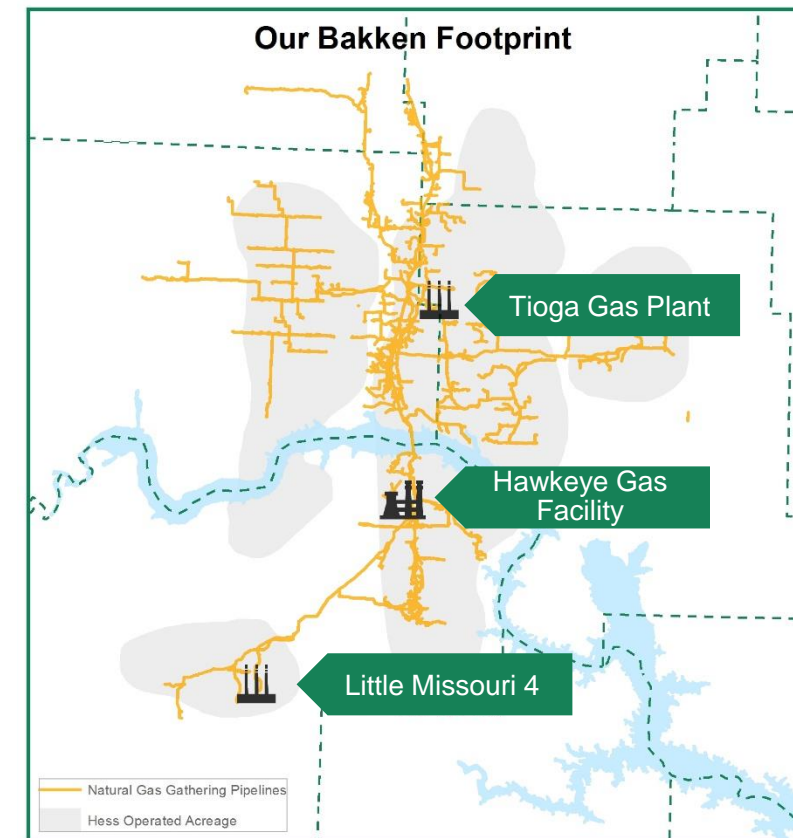 Our Bakken Footprint
Tioga Gas Plant
Hawkeye Gas
Facility
Little Missouri 4
Natural Gas Gathering Pipelines
Hess Operated Acreage